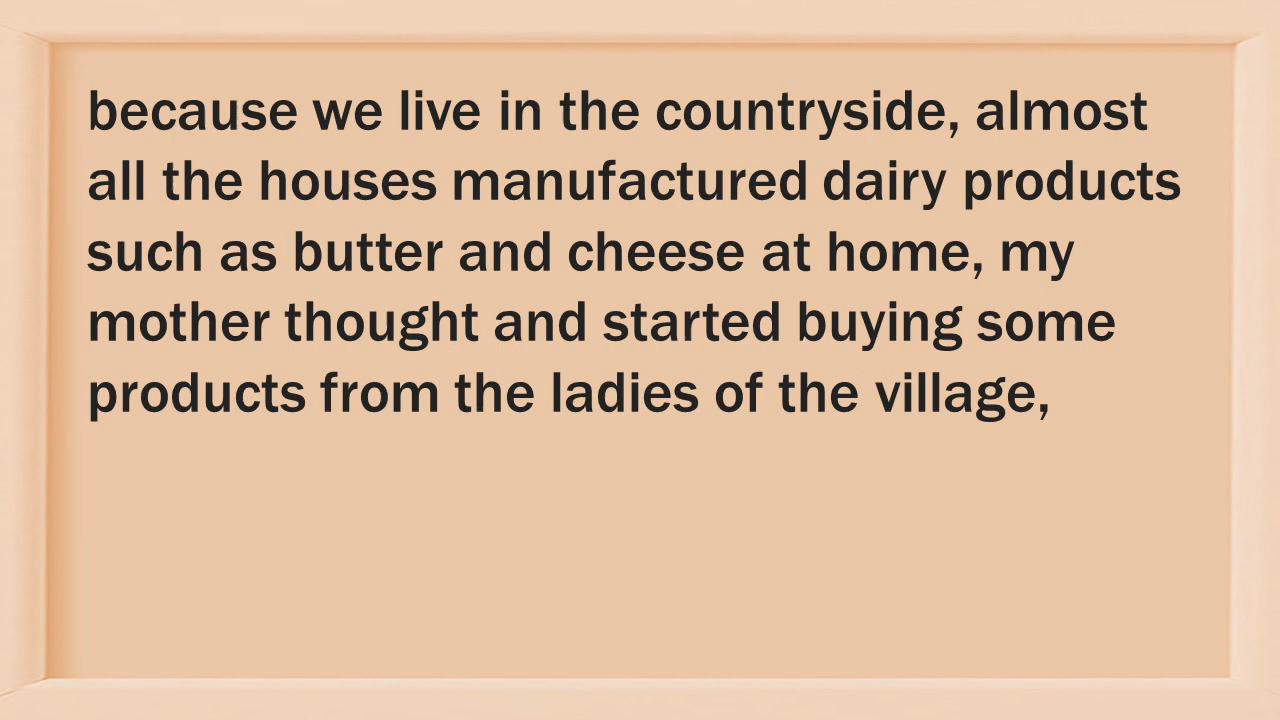 because we live in the countryside, almost
all the houses manufactured dairy products
such as butter and cheese at home, my
mother thought and started buying some
products from the ladies of the village,